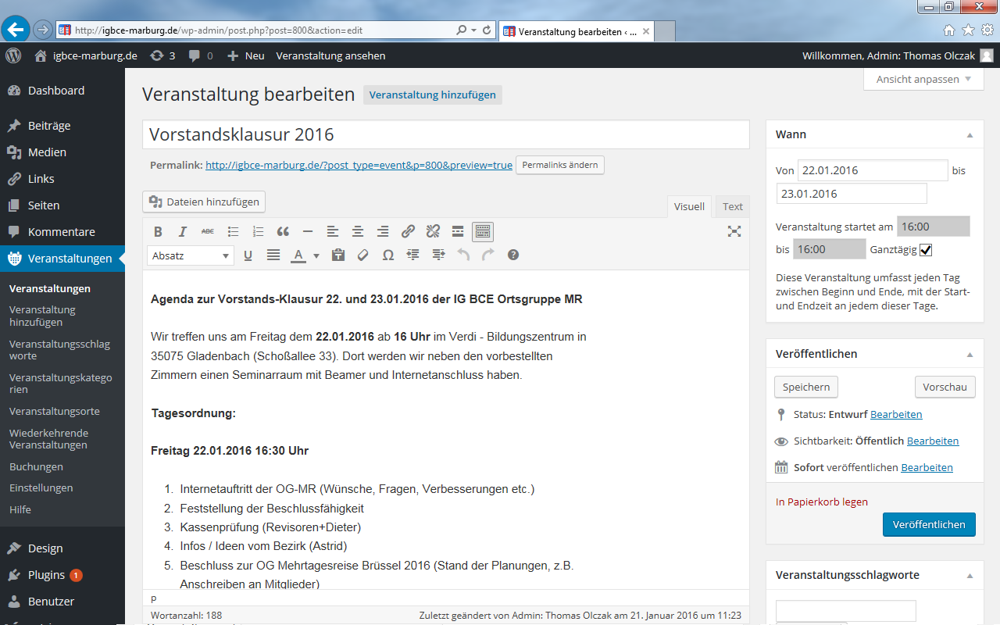 http://igbce-marburg.de/wp-admin/post.php?post=800&action=edit
Veranstaltung bearbeiten ‹ ...
igbce-marburg.de
3
0
Neu
Veranstaltung ansehen
Willkommen, Admin: Thomas Olczak
Ansicht anpassen
Dashboard
Beiträge
Medien
Links
Seiten
Kommentare
Veranstaltungen
Veranstaltungen
Veranstaltung
hinzufügen
Veranstaltungsschlag
worte
Veranstaltungskatego
rien
Veranstaltungsorte
Wiederkehrende
Veranstaltungen
Buchungen
Einstellungen
Hilfe
Design
Plugins 1
Benutzer
Veranstaltung bearbeiten
Veranstaltung hinzufügen
Vorstandsklausur 2016
Permalink: http://igbce-marburg.de/?post_type=event&p=800&preview=true
Permalinks ändern
Dateien hinzufügen
Visuell
Text
B I ABC
Absatz
U
A
Agenda zur Vorstands-Klausur 22. und 23.01.2016 der IG BCE Ortsgruppe MR
Wir treffen uns am Freitag dem 22.01.2016 ab 16 Uhr im Verdi - Bildungszentrum in
35075 Gladenbach (Schoßallee 33). Dort werden wir neben den vorbestellten
Zimmern einen Seminarraum mit Beamer und Internetanschluss haben.
Tagesordnung:
Freitag 22.01.2016 16:30 Uhr
1. Internetauftritt der OG-MR (Wünsche, Fragen, Verbesserungen etc.)
2. Feststellung der Beschlussfähigkeit
3. Kassenprüfung (Revisoren+Dieter)
4. Infos / Ideen vom Bezirk (Astrid)
5. Beschluss zur OG Mehrtagesreise Brüssel 2016 (Stand der Planungen, z.B.
Anschreiben an Mitglieder)
p
Wortanzahl: 188
Zuletzt geändert von Admin: Thomas Olczak am 21. Januar 2016 um 11:23
Wann
Von 22.01.2016 bis
23.01.2016
Veranstaltung startet am 16:00
bis 16:00 Ganztägig
Diese Veranstaltung umfasst jeden Tag
zwischen Beginn und Ende, mit der Start-
und Endzeit an jedem dieser Tage.
Veröffentlichen
Speichern
Vorschau
Status: Entwurf Bearbeiten
Sichtbarkeit: Öffentlich Bearbeiten
Sofort veröffentlichen Bearbeiten
In Papierkorb legen
Veröffentlichen
Veranstaltungsschlagworte